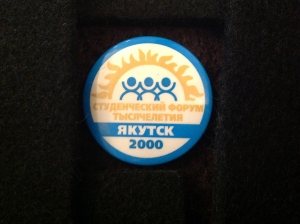 СТУДЕНЧЕСКИЙ ФОРУМ
ТЫСЯЧЕЛЕТИЯ
ЯКУТСК
2000